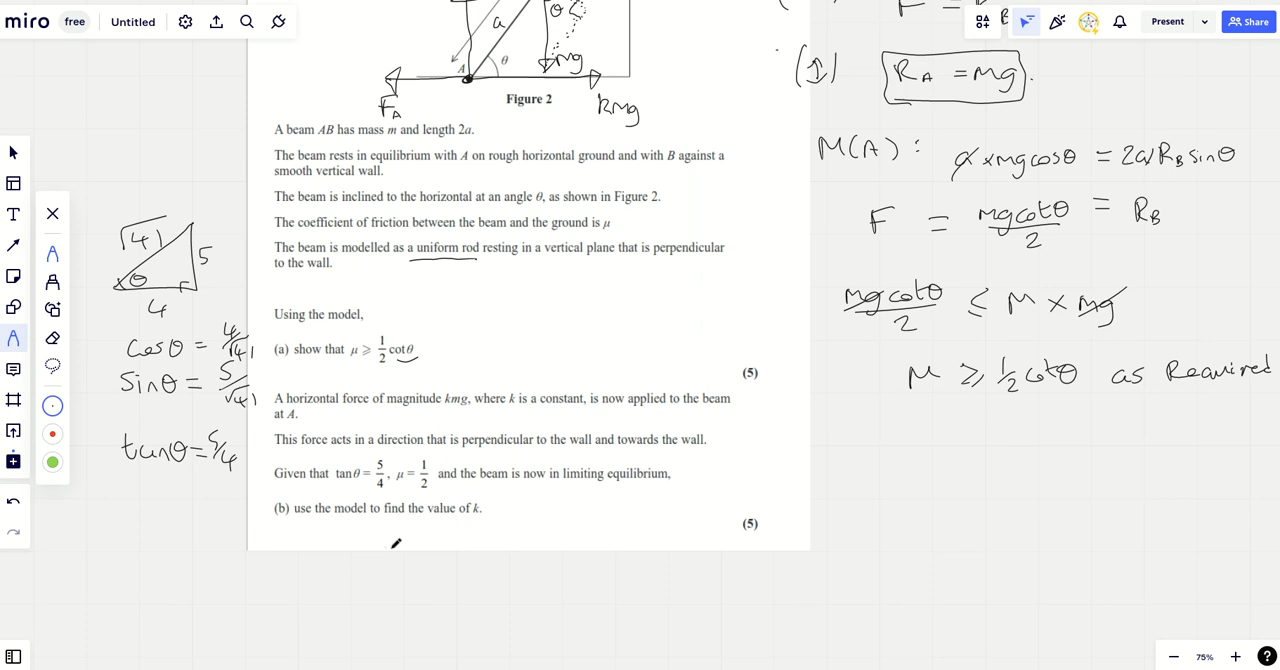 miro free Untitled Present Share
a θ mg
A θ
F_A Figure 2 kmg
A beam AB has mass m and length 2a.
The beam rests in equilibrium with A on rough horizontal ground and with B against a
smooth vertical wall.
The beam is inclined to the horizontal at an angle θ, as shown in Figure 2.
The coefficient of friction between the beam and the ground is μ
The beam is modelled as a uniform rod resting in a vertical plane that is perpendicular
to the wall.
Using the model,
(a) show that μ ⩾ 1/2 cot θ
(5)
A horizontal force of magnitude kmg, where k is a constant, is now applied to the beam
at A.
This force acts in a direction that is perpendicular to the wall and towards the wall.
Given that tan θ = 5/4, μ = 1/2 and the beam is now in limiting equilibrium,
(b) use the model to find the value of k.
(5)
√41 5
θ
4
cosθ = 4/√41
sinθ = 5/√41
tanθ = 5/4
(↑) R_A = mg.
M(A): a x mg cosθ = 2a R_B sinθ
F = mg cotθ/2 = R_B
mg cotθ/2 ≤ μ × mg
μ ≥ 1/2 cotθ as Required
T
75%